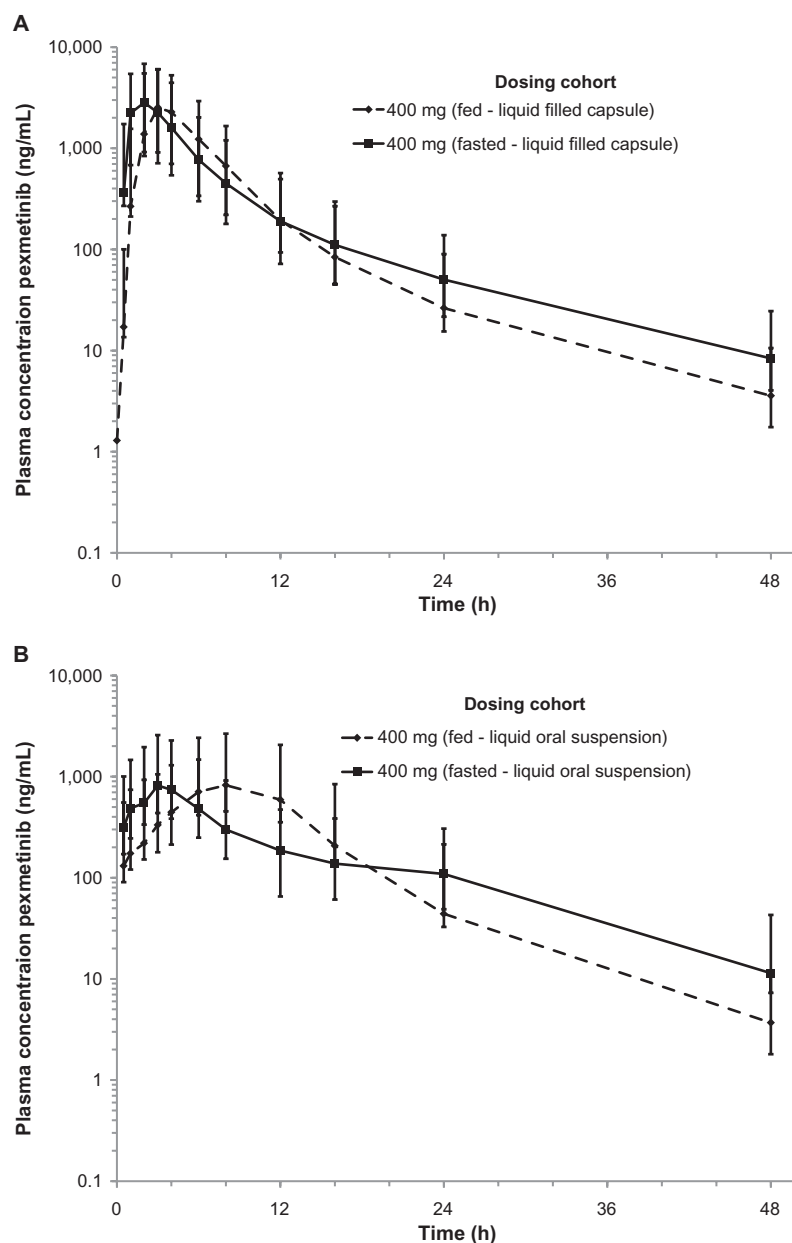 A
10,000
1,000
100
10
1
0.1
Plasma concentraion pexmetinib (ng/mL)
Dosing cohort
400 mg (fed - liquid filled capsule)
400 mg (fasted - liquid filled capsule)
0 12 24 36 48
Time (h)
B
10,000
1,000
100
10
1
0.1
Plasma concentraion pexmetinib (ng/mL)
Dosing cohort
400 mg (fed - liquid oral suspension)
400 mg (fasted - liquid oral suspension)
0 12 24 36 48
Time (h)